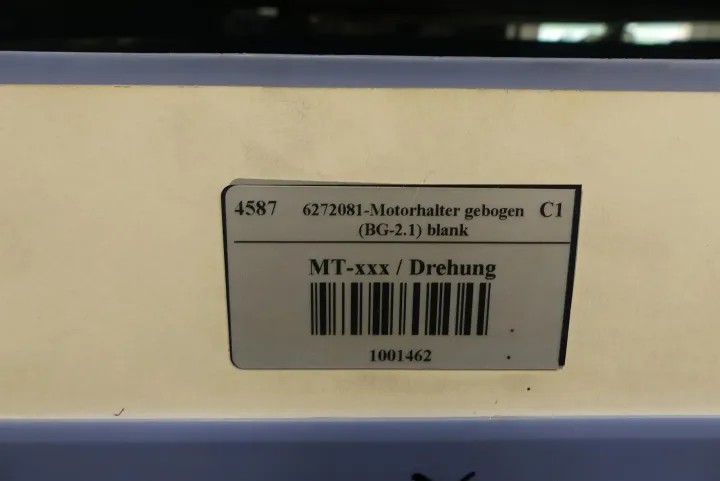 4587 6272081-Motorhalter gebogen C1
(BG-2.1) blank
MT-xxx / Drehung
1001462